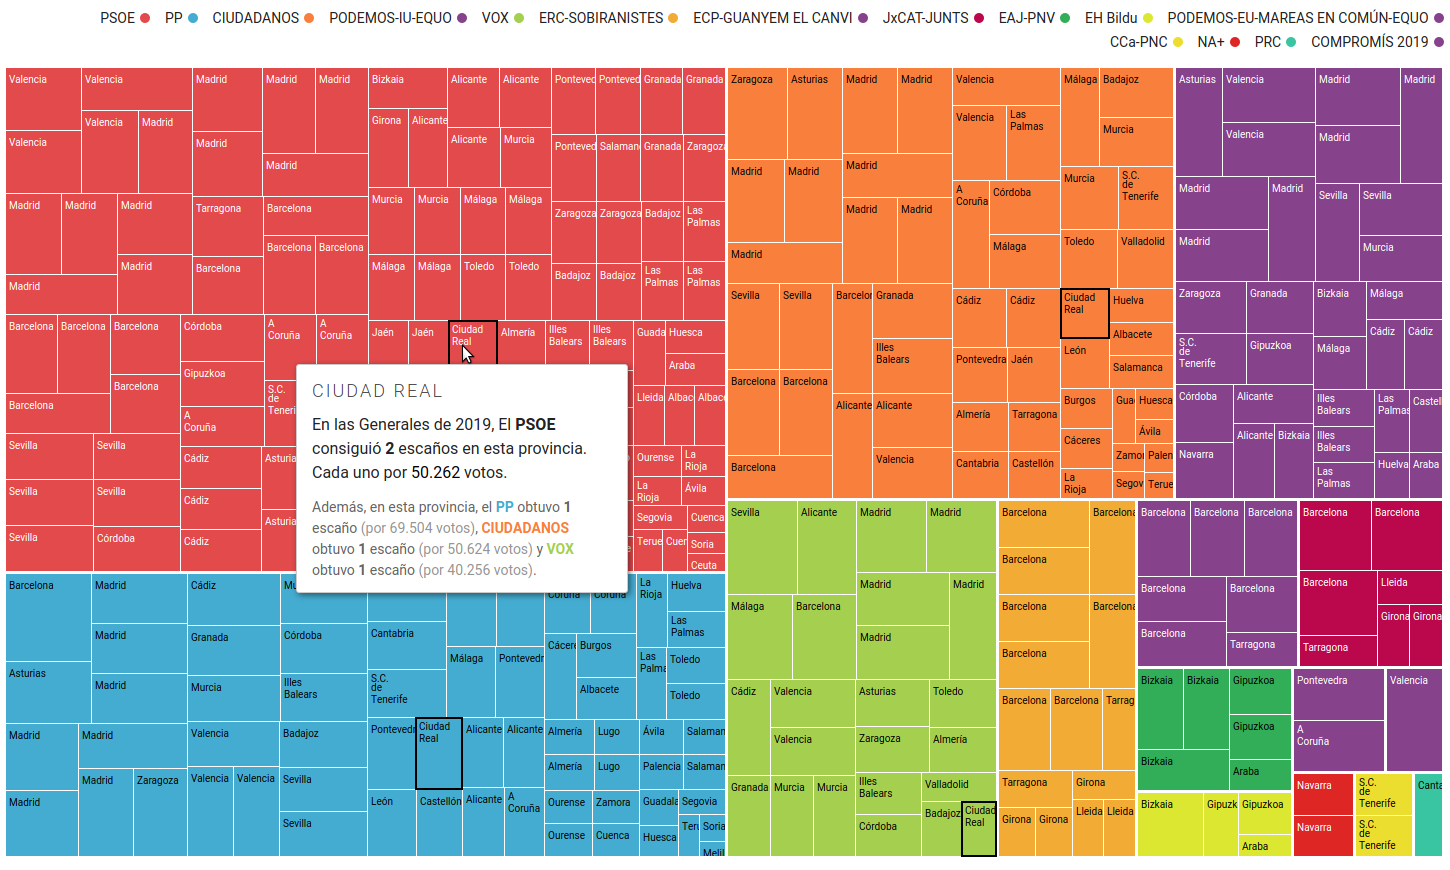 PSOE PP CIUDADANOS PODEMOS-IU-EQUO VOX ERC-SOBIRANISTES ECP-GUANYEM EL CANVI JxCAT-JUNTS EAJ-PNV EH Bildu PODEMOS-EU-MAREAS EN COMÚN-EQUO
CCa-PNC NA+ PRC COMPROMÍS 2019
Valencia
Valencia
Madrid
Madrid
Madrid
Bizkaia
Alicante
Alicante
Ponteved
Ponteved
Granada
Granada
Valencia
Madrid
Girona
Alicante
Valencia
Madrid
Alicante
Murcia
Ponteved
Salaman
Granada
Zaragoza
Madrid
Madrid
Madrid
Madrid
Tarragona
Barcelona
Murcia
Murcia
Málaga
Málaga
Zaragoza
Zaragoza
Badajoz
Las
Palmas
Barcelona
Barcelona
Madrid
Barcelona
Málaga
Málaga
Toledo
Toledo
Badajoz
Badajoz
Las
Palmas
Las
Palmas
Madrid
Barcelona
Barcelona
Barcelona
Córdoba
A
Coruña
A
Coruña
Jaén
Jaén
Ciudad
Real
Almería
Illes
Balears
Illes
Balears
Guada
Huesca
Araba
Gipuzkoa
Barcelona
S.C.
de
Teneri
Lleida
Albac
Albace
Barcelona
A
Coruña
Sevilla
Sevilla
Cádiz
Asturia
Ourense
La
Rioja
Sevilla
Sevilla
Cádiz
La
Rioja
Ávila
Asturia
Segovia
Cuenca
Sevilla
Córdoba
Cádiz
Terue
Cuer
Soria
Ceuta
CIUDAD REAL
En las Generales de 2019, El PSOE
consiguió 2 escaños en esta provincia.
Cada uno por 50.262 votos.
Además, en esta provincia, el PP obtuvo 1
escaño (por 69.504 votos), CIUDADANOS
obtuvo 1 escaño (por 50.624 votos) y VOX
obtuvo 1 escaño (por 40.256 votos).
Barcelona
Madrid
Cádiz
Mu
Coruña
Coruña
La
Rioja
Huelva
Las
Palmas
Madrid
Granada
Córdoba
Cantabria
Málaga
Pontevedr
Cácere
Burgos
Las
Palma
Toledo
Asturias
Madrid
Murcia
Illes
Balears
S.C.
de
Tenerife
Albacete
Toledo
Madrid
Madrid
Valencia
Badajoz
Pontevedr
Ciudad
Real
Alicante
Alicante
Almería
Lugo
Ávila
Salaman
Madrid
Zaragoza
Valencia
Valencia
Sevilla
Almería
Lugo
Palencia
Salaman
Madrid
León
Castellón
Alicante
A
Coruña
Ourense
Zamora
Guadala
Segovia
Sevilla
Ourense
Cuenca
Huesca
Teru
Soria
Melil
Zaragoza
Asturias
Madrid
Madrid
Valencia
Málaga
Badajoz
Valencia
Las
Palmas
Murcia
Madrid
Madrid
Madrid
Murcia
S.C.
de
Tenerife
A
Coruña
Córdoba
Madrid
Madrid
Toledo
Valladolid
Madrid
Málaga
Sevilla
Sevilla
Barcelor
Granada
Cádiz
Cádiz
Ciudad
Real
Huelva
Albacete
Illes
Balears
León
Pontevedra
Jaén
Salamanca
Barcelona
Barcelona
Alicante
Alicante
Burgos
Gua
Huesca
Almería
Tarragona
Ávila
Cáceres
Barcelona
Valencia
Cantabria
Castellón
Zamo
Palen
La
Rioja
Segov
Terue
Asturias
Valencia
Madrid
Madrid
Valencia
Madrid
Madrid
Madrid
Sevilla
Sevilla
Madrid
Murcia
Zaragoza
Granada
Bizkaia
Málaga
S.C.
de
Tenerife
Gipuzkoa
Málaga
Cádiz
Cádiz
Córdoba
Alicante
Illes
Balears
Las
Palmas
Castel
Alicante
Bizkaia
Illes
Balears
Navarra
Las
Palmas
Huelva
Araba
Sevilla
Alicante
Madrid
Madrid
Málaga
Barcelona
Madrid
Madrid
Madrid
Cádiz
Valencia
Asturias
Toledo
Valencia
Zaragoza
Almería
Granada
Murcia
Murcia
Illes
Balears
Valladolid
Córdoba
Badajoz
Ciudad
Real
Barcelona
Barcelon
Barcelona
Barcelona
Barcelona
Barcelona
Barcelona
Barcelona
Tarrag
Tarragona
Girona
Girona
Girona
Lleida
Lleida
Barcelona
Barcelona
Barcelona
Barcelona
Barcelona
Barcelona
Tarragona
Barcelona
Barcelona
Barcelona
Lleida
Girona
Girona
Tarragona
Bizkaia
Bizkaia
Gipuzkoa
Gipuzkoa
Bizkaia
Araba
Pontevedra
A
Coruña
Valencia
Bizkaia
Gipuzk
Gipuzkoa
Araba
Navarra
Navarra
S.C.
de
Tenerife
S.C.
de
Tenerife
Canta